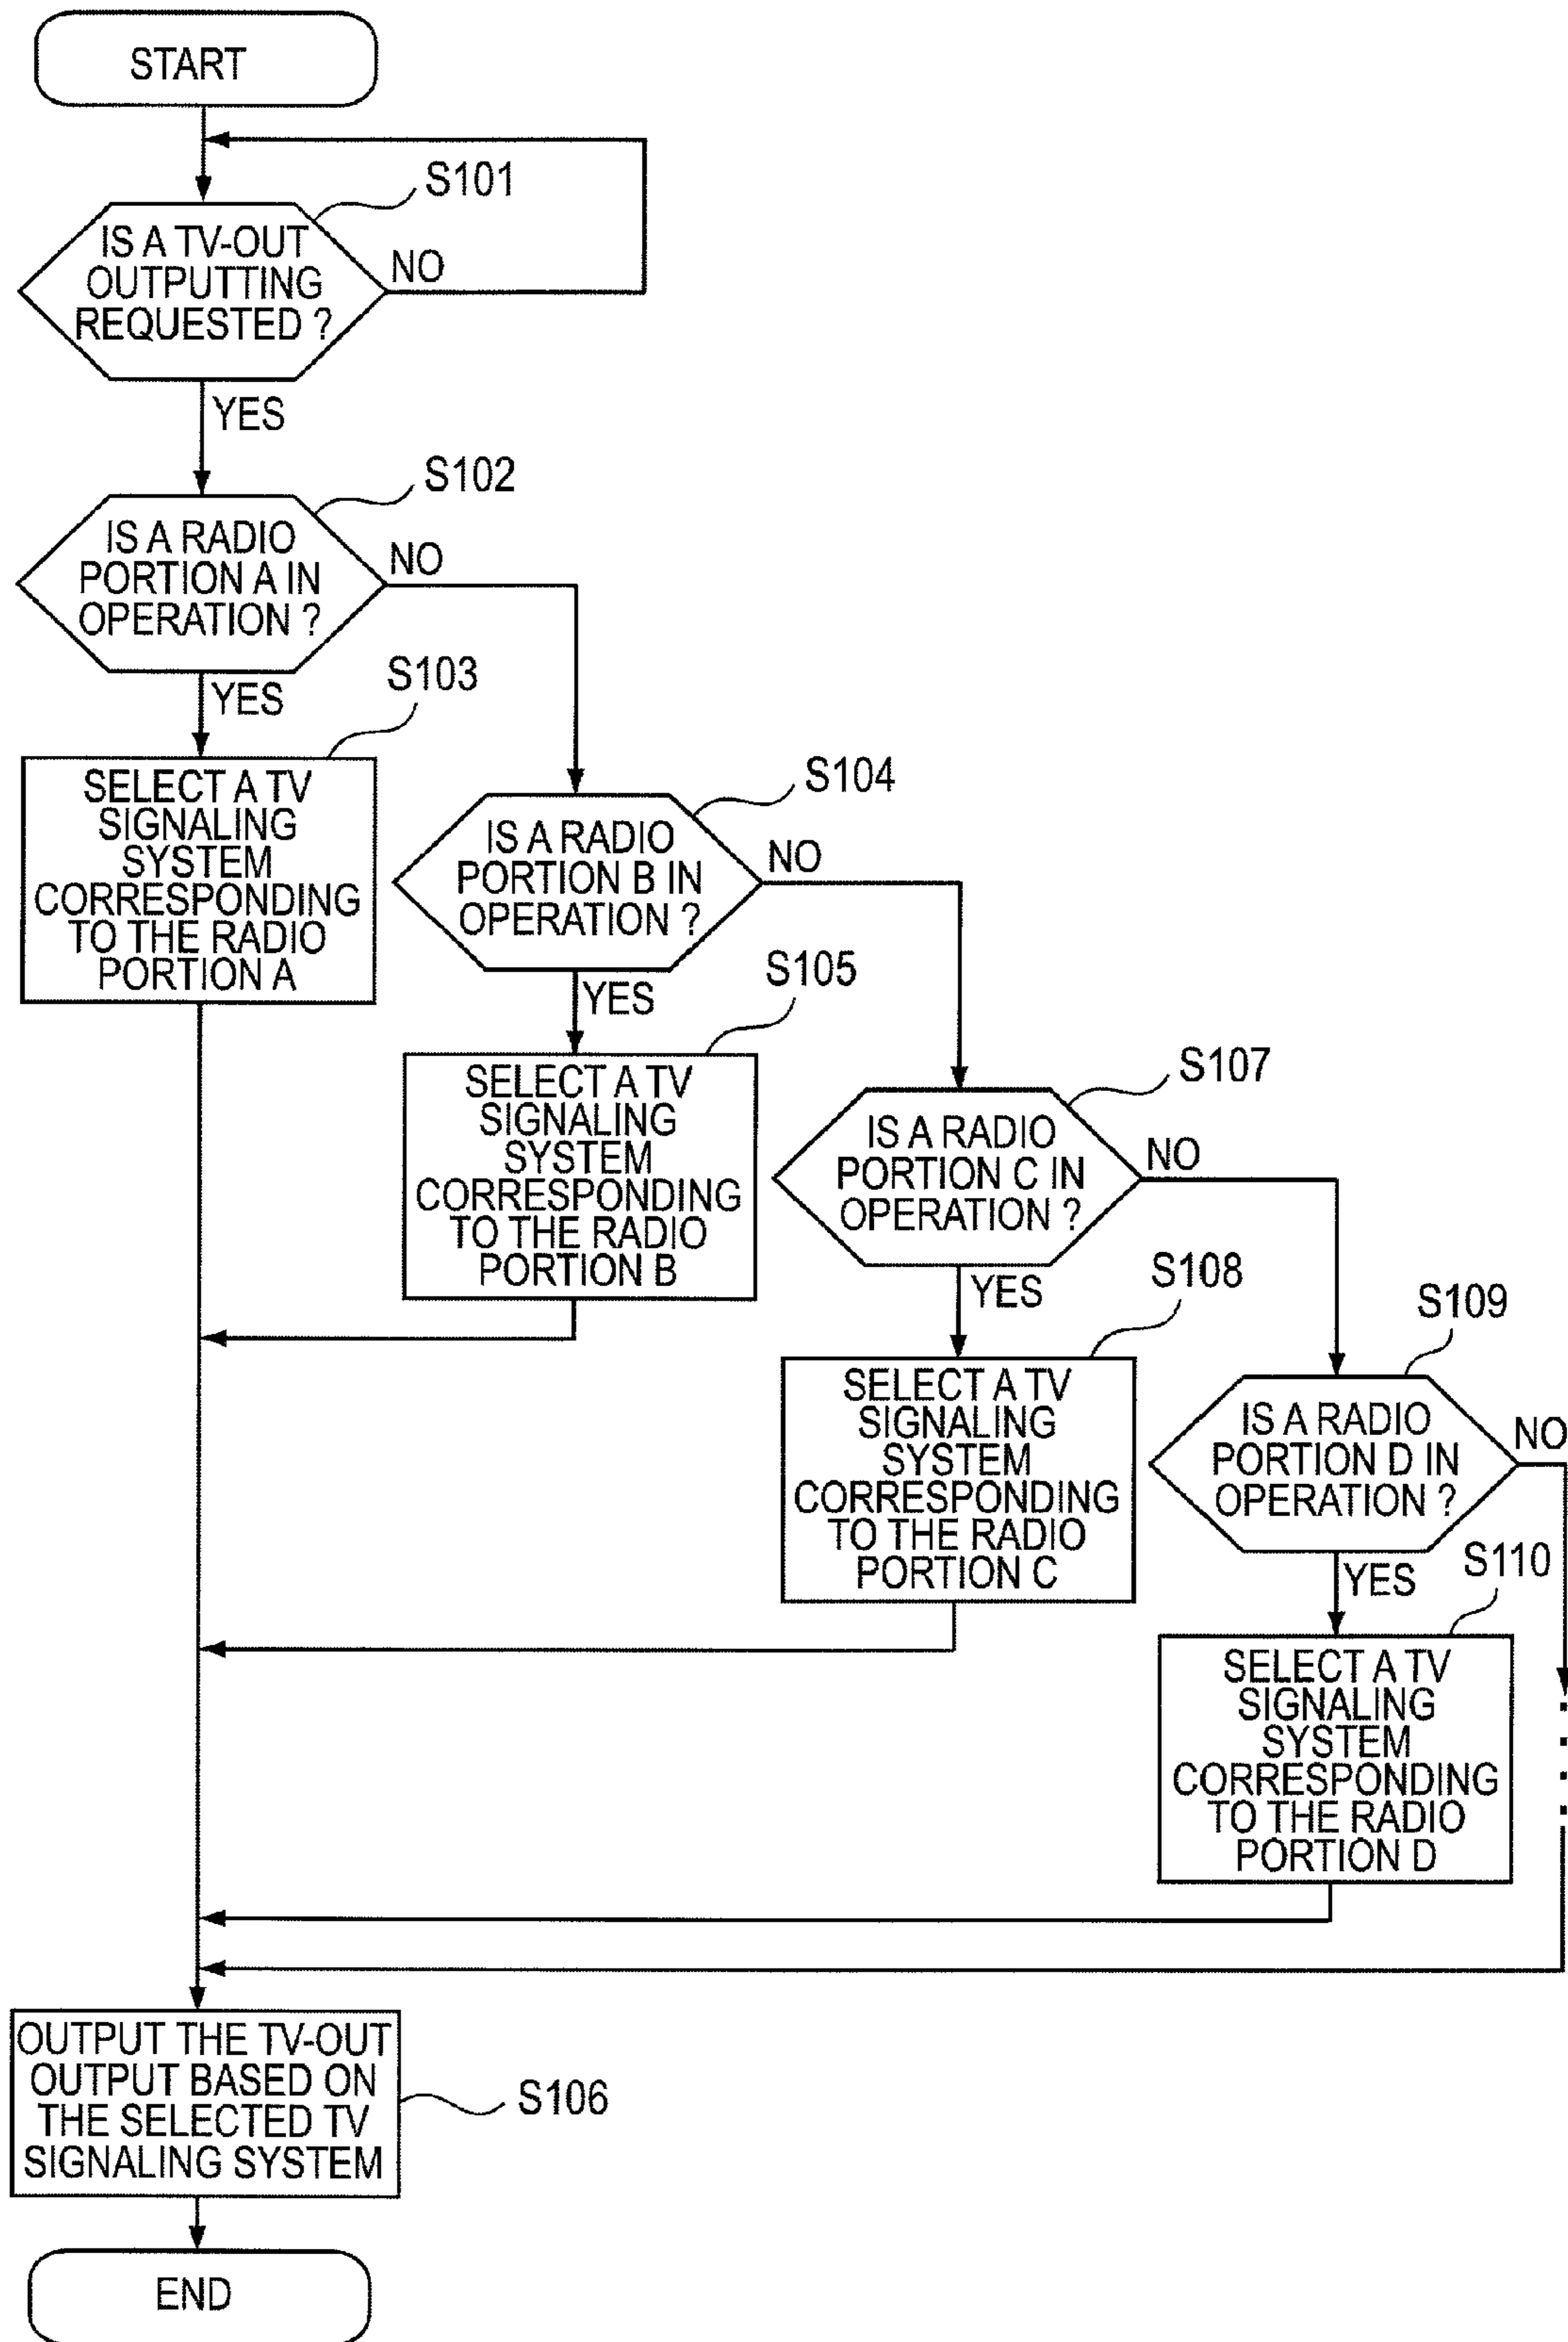 START
S101
IS A TV-OUT
OUTPUTTING
REQUESTED ?
NO
YES
S102
IS A RADIO
PORTION A IN
OPERATION ?
NO
YES
S103
SELECT A TV
SIGNALING
SYSTEM
CORRESPONDING
TO THE RADIO
PORTION A
S104
IS A RADIO
PORTION B IN
OPERATION ?
NO
YES
S105
SELECT A TV
SIGNALING
SYSTEM
CORRESPONDING
TO THE RADIO
PORTION B
S107
IS A RADIO
PORTION C IN
OPERATION ?
NO
YES
S108
SELECT A TV
SIGNALING
SYSTEM
CORRESPONDING
TO THE RADIO
PORTION C
S109
IS A RADIO
PORTION D IN
OPERATION ?
NO
YES
S110
SELECT A TV
SIGNALING
SYSTEM
CORRESPONDING
TO THE RADIO
PORTION D
OUTPUT THE TV-OUT
OUTPUT BASED ON
THE SELECTED TV
SIGNALING SYSTEM
S106
END